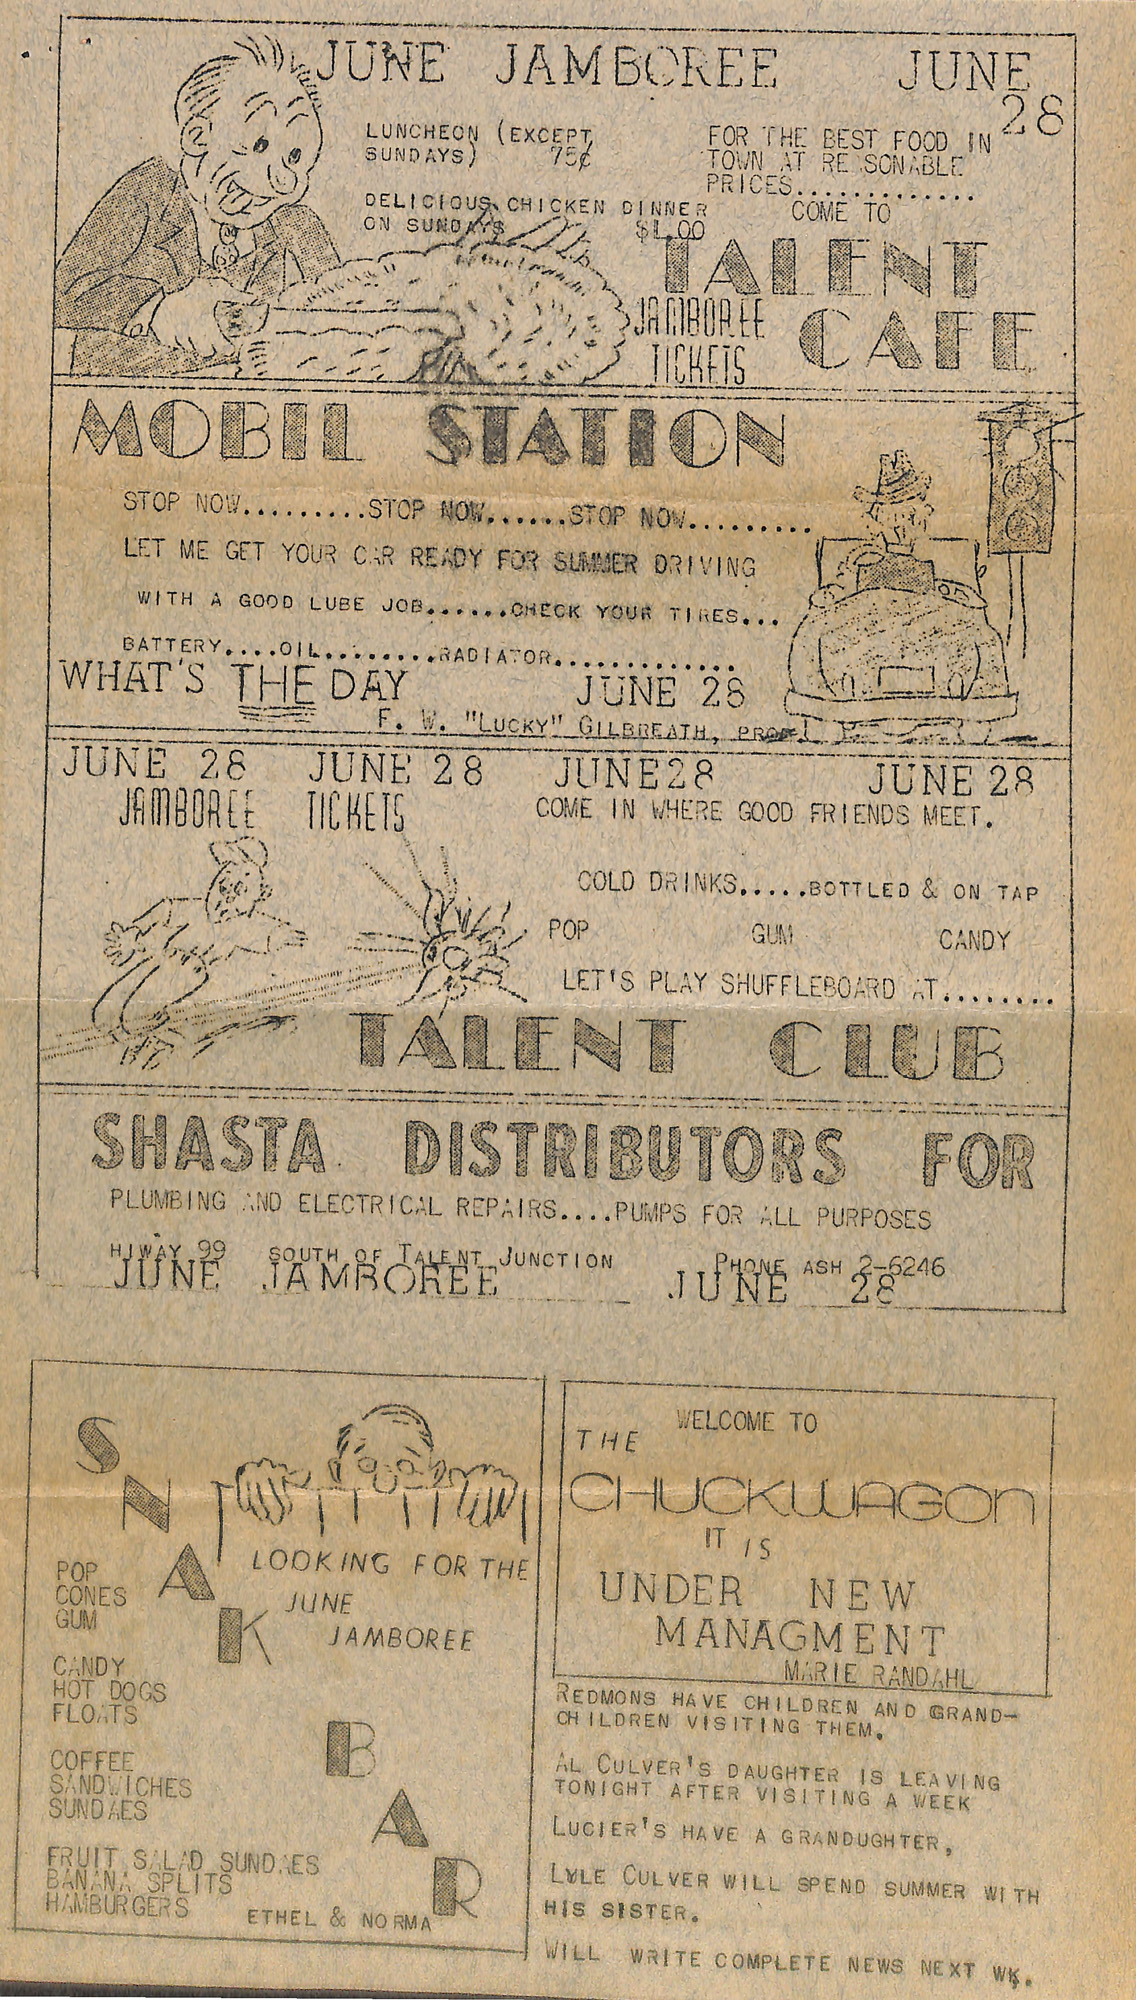 JUNE JAMBOREE JUNE
28
LUNCHEON (EXCEPT
SUNDAYS) 75¢
DELICIOUS CHICKEN DINNER
ON SUNDAYS $1.00
FOR THE BEST FOOD IN
TOWN AT RE SONABLE
PRICES..............
COME TO
TALENT
CAFE
JAMBOREE
TICKETS
MOBIL STATION
STOP NOW.........STOP NOW......STOP NOW.........
LET ME GET YOUR CAR READY FOR SUMMER DRIVING
WITH A GOOD LUBE JOB......CHECK YOUR TIRES...
BATTERY....OIL........RADIATOR.............
WHAT'S THE DAY JUNE 28
F. W. "LUCKY" GILBREATH, PROP
JUNE 28 JUNE 28 JUNE 28 JUNE 28
JAMBOREE TICKETS
COME IN WHERE GOOD FRIENDS MEET.
COLD DRINKS.....BOTTLED & ON TAP
POP GUM CANDY
LET'S PLAY SHUFFLEBOARD AT........
TALENT CLUB
SHASTA DISTRIBUTORS FOR
PLUMBING AND ELECTRICAL REPAIRS....PUMPS FOR ALL PURPOSES
HIWAY 99 SOUTH OF TALENT JUNCTION PHONE ASH 2-6246
JUNE JAMBOREE JUNE 28
SNAK BAR
LOOKING FOR THE
JUNE
JAMBOREE
POP
CONES
GUM
CANDY
HOT DOGS
FLOATS
COFFEE
SANDWICHES
SUNDAES
FRUIT SALAD SUNDAES
BANANA SPLITS
HAMBURGERS
ETHEL & NORMA
WELCOME TO
THE
CHUCKWAGON
IT IS
UNDER NEW
MANAGMENT
MARIE RANDAHL
REDMONS HAVE CHILDREN AND GRAND-
CHILDREN VISITING THEM.
AL CULVER'S DAUGHTER IS LEAVING
TONIGHT AFTER VISITING A WEEK
LUCIER'S HAVE A GRANDUGHTER,
LYLE CULVER WILL SPEND SUMMER WITH
HIS SISTER.
WILL WRITE COMPLETE NEWS NEXT WK.